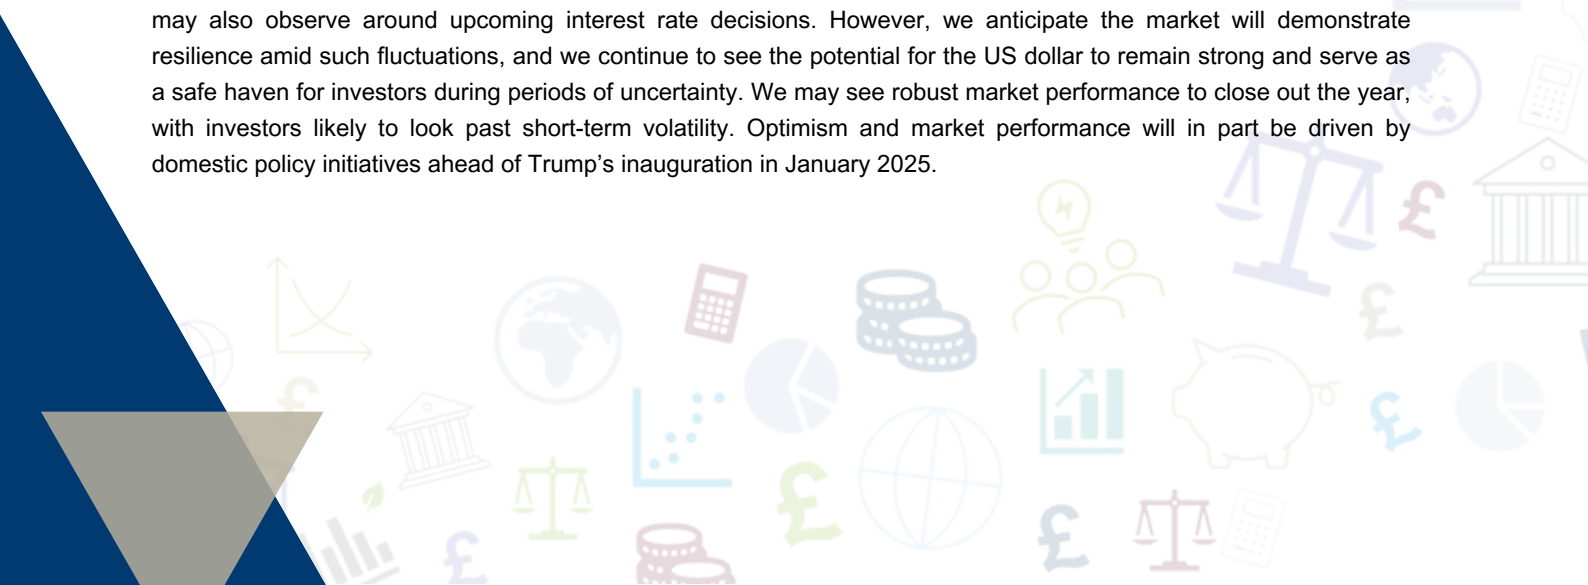 may also observe around upcoming interest rate decisions. However, we anticipate the market will demonstrate
resilience amid such fluctuations, and we continue to see the potential for the US dollar to remain strong and serve as
a safe haven for investors during periods of uncertainty. We may see robust market performance to close out the year,
with investors likely to look past short-term volatility. Optimism and market performance will in part be driven by
domestic policy initiatives ahead of Trump’s inauguration in January 2025.